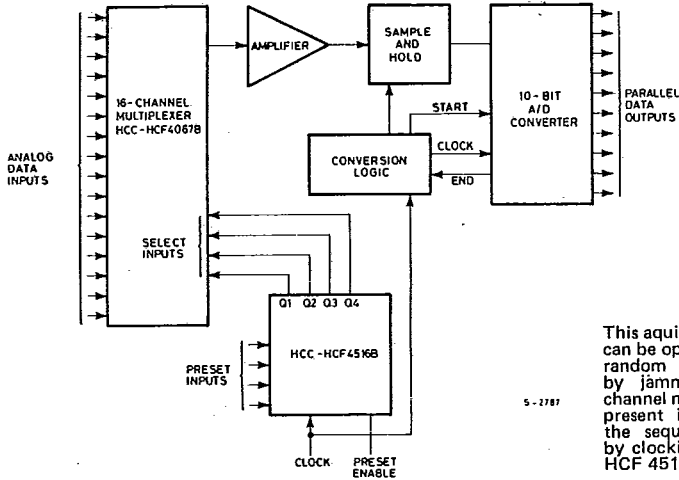 16-CHANNEL
MULTIPLEXER
HCC-HCF4067B
ANALOG
DATA
INPUTS
SELECT
INPUTS
AMPLIFIER
SAMPLE
AND
HOLD
START
CONVERSION
LOGIC
CLOCK
END
10-BIT
A/D
CONVERTER
PARALLEL
DATA
OUTPUTS
Q1 Q2 Q3 Q4
HCC-HCF4516B
PRESET
INPUTS
CLOCK
PRESET
ENABLE
S-2787
This aqui
can be op
random
by jamm
channel
present i
the sequ
by clocki
HCF 451